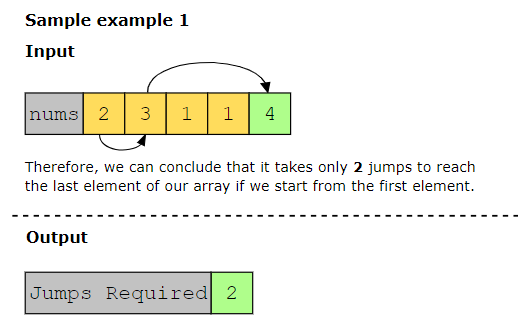 Sample example 1
Input
nums 2 3 1 1 4
Therefore, we can conclude that it takes only 2 jumps to reach
the last element of our array if we start from the first element.
Output
Jumps Required 2